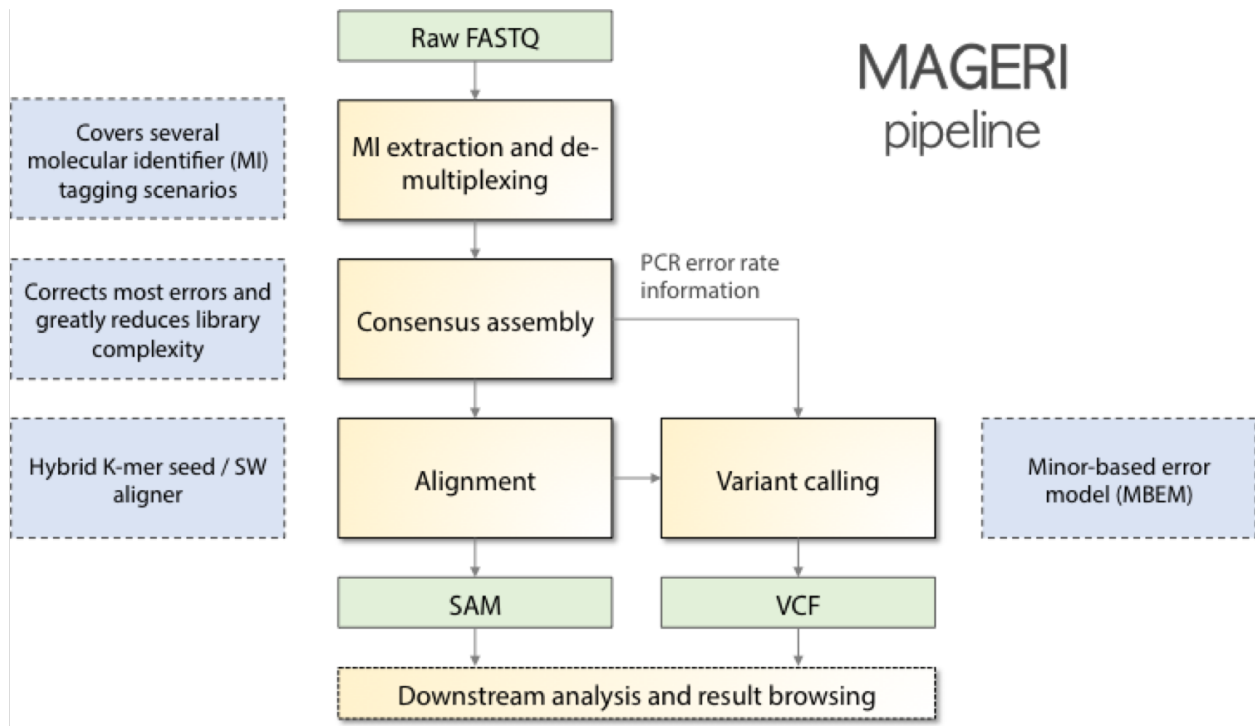 Raw FASTQ
MAGERI
pipeline
Covers several
molecular identifier (MI)
tagging scenarios
MI extraction and de-
multiplexing
PCR error rate
information
Corrects most errors and
greatly reduces library
complexity
Consensus assembly
Hybrid K-mer seed / SW
aligner
Alignment
Variant calling
Minor-based error
model (MBEM)
SAM
VCF
Downstream analysis and result browsing